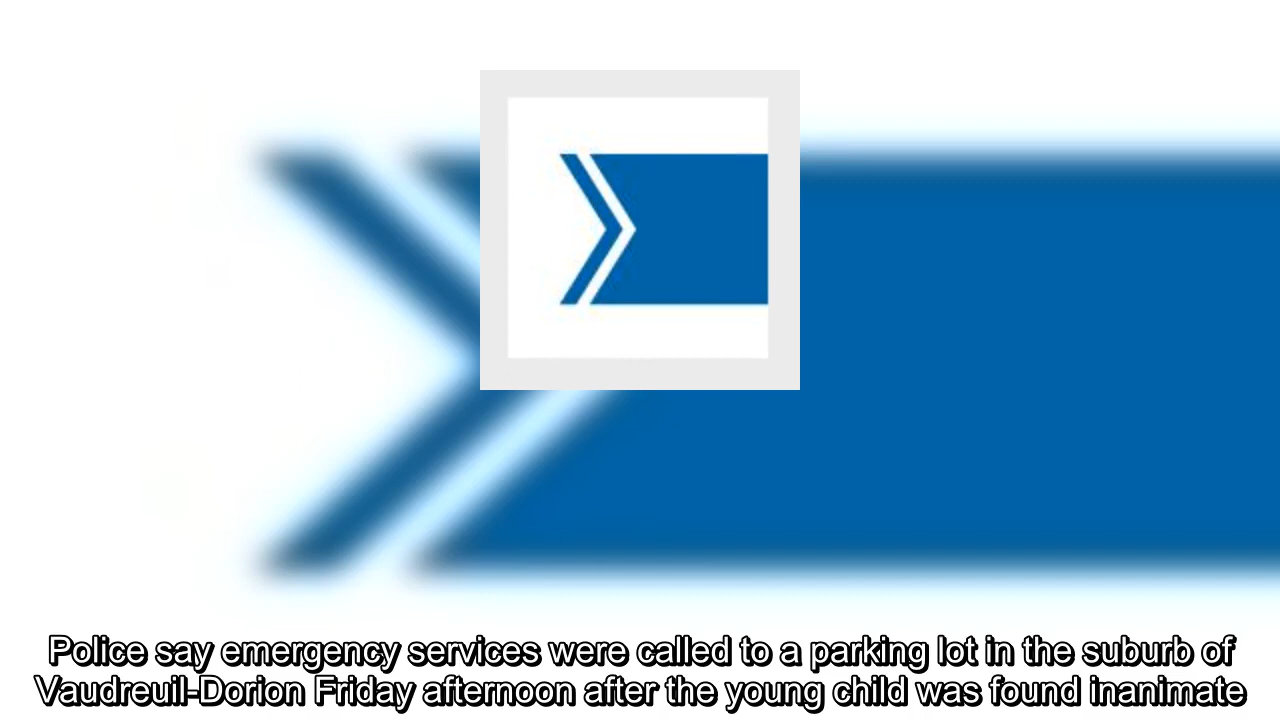 Police say emergency services were called to a parking lot in the suburb of
Vaudreuil-Dorion Friday afternoon after the young child was found inanimate